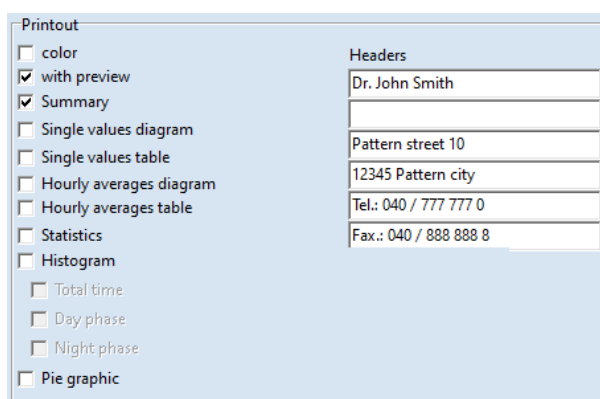 Printout
color
with preview
Summary
Single values diagram
Single values table
Hourly averages diagram
Hourly averages table
Statistics
Histogram
Total time
Day phase
Night phase
Pie graphic
Headers
Dr. John Smith
Pattern street 10
12345 Pattern city
Tel.: 040 / 777 777 0
Fax.: 040 / 888 888 8